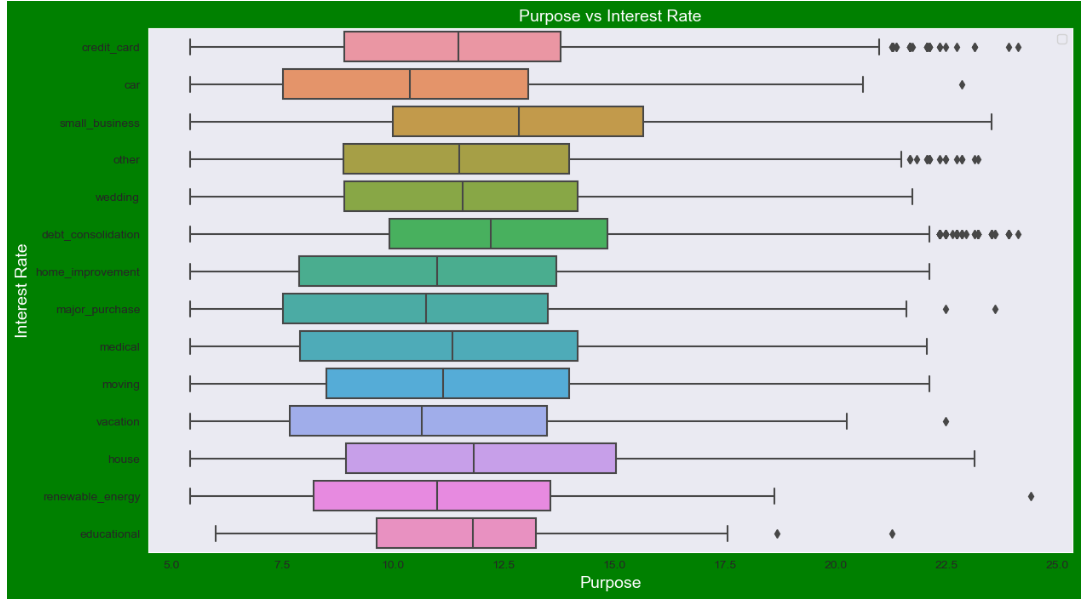 Purpose vs Interest Rate
credit_card
car
small_business
other
wedding
debt_consolidation
home_improvement
major_purchase
medical
moving
vacation
house
renewable_energy
educational
Interest Rate
5.0 7.5 10.0 12.5 15.0 17.5 20.0 22.5 25.0
Purpose